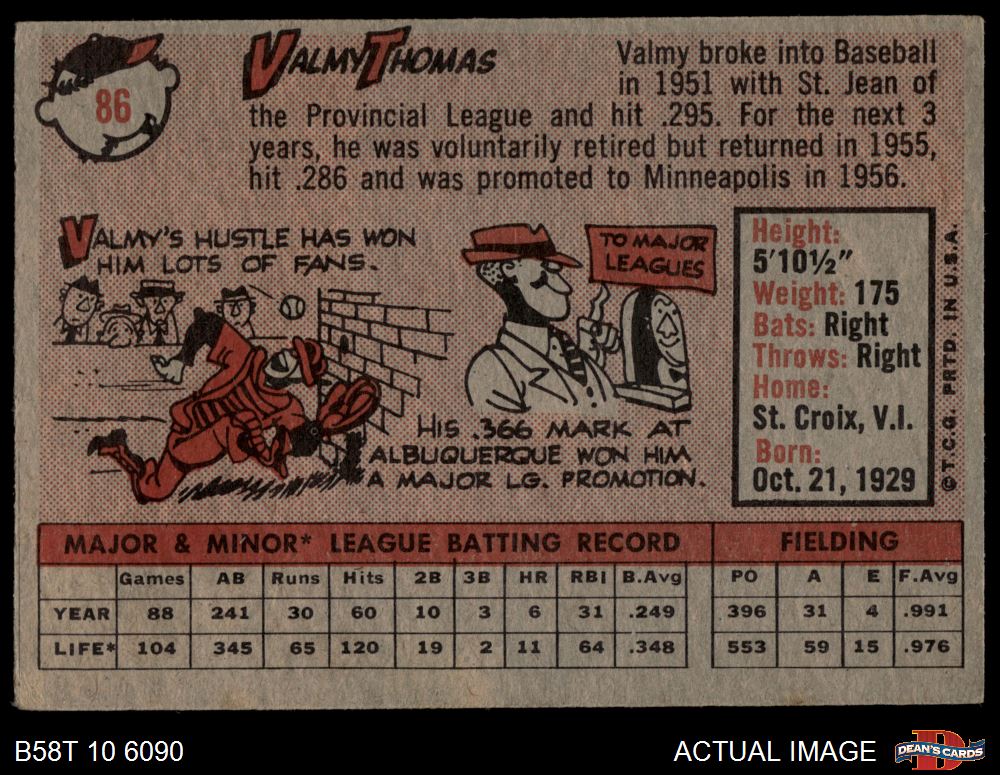 86
VALMY THOMAS
Valmy broke into Baseball
in 1951 with St. Jean of
the Provincial League and hit .295. For the next 3
years, he was voluntarily retired but returned in 1955,
hit .286 and was promoted to Minneapolis in 1956.
VALMY'S HUSTLE HAS WON
HIM LOTS OF FANS.
TO MAJOR
LEAGUES
HIS .366 MARK AT
ALBUQUERQUE WON HIM
A MAJOR LG. PROMOTION.
Height:
5'10½"
Weight: 175
Bats: Right
Throws: Right
Home:
St. Croix, V.I.
Born:
Oct. 21, 1929
©T.C.G. PRTD. IN U.S.A.
MAJOR & MINOR* LEAGUE BATTING RECORD FIELDING
Games AB Runs Hits 2B 3B HR RBI B.Avg PO A E F.Avg
YEAR 88 241 30 60 10 3 6 31 .249 396 31 4 .991
LIFE* 104 345 65 120 19 2 11 64 .348 553 59 15 .976
B58T 10 6090
ACTUAL IMAGE
D
DEAN'S CARDS